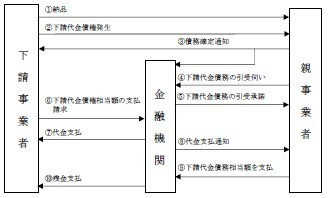 ①納品
②下請代金債権発生
③債務確定通知
下請事業者
金融機関
親事業者
④下請代金債務の引受伺い
⑤下請代金債務の引受承諾
⑥下請代金債権相当額の支払
請求
⑦代金支払
⑧代金支払通知
⑨下請代金債務相当額を支払
⑩残金支払